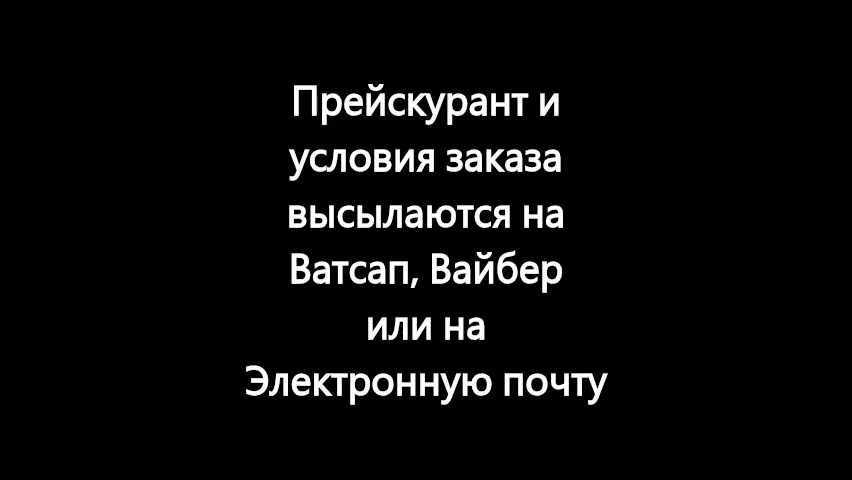 Прейскурант и
условия заказа
высылаются на
Ватсап, Вайбер
или на
Электронную почту